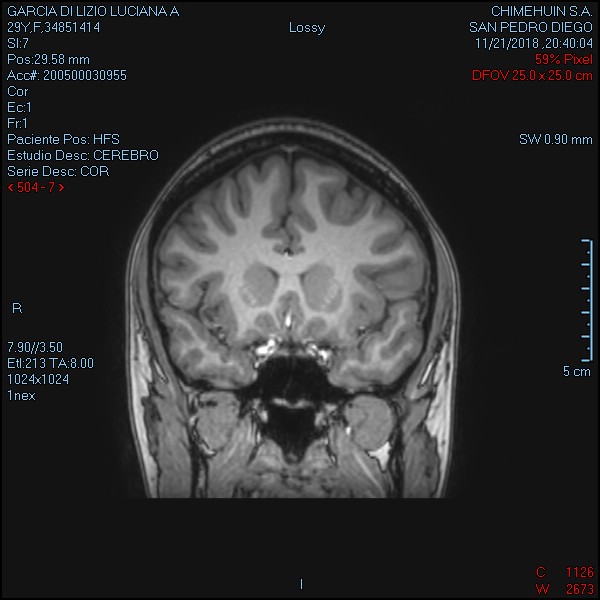 GARCIA DI LIZIO LUCIANA A
29Y,F,34851414
Sl:7
Pos:29.58 mm
Acc#: 200500030955
Cor
Ec:1
Fr:1
Paciente Pos: HFS
Estudio Desc: CEREBRO
Serie Desc: COR
< 504 - 7 >
Lossy
CHIMEHUIN S.A.
SAN PEDRO DIEGO
11/21/2018 ,20:40:04
59% Pixel
DFOV 25.0 x 25.0 cm
SW 0.90 mm
R
5 cm
7.90//3.50
Etl:213 TA:8.00
1024x1024
1nex
I
C 1126
W 2673